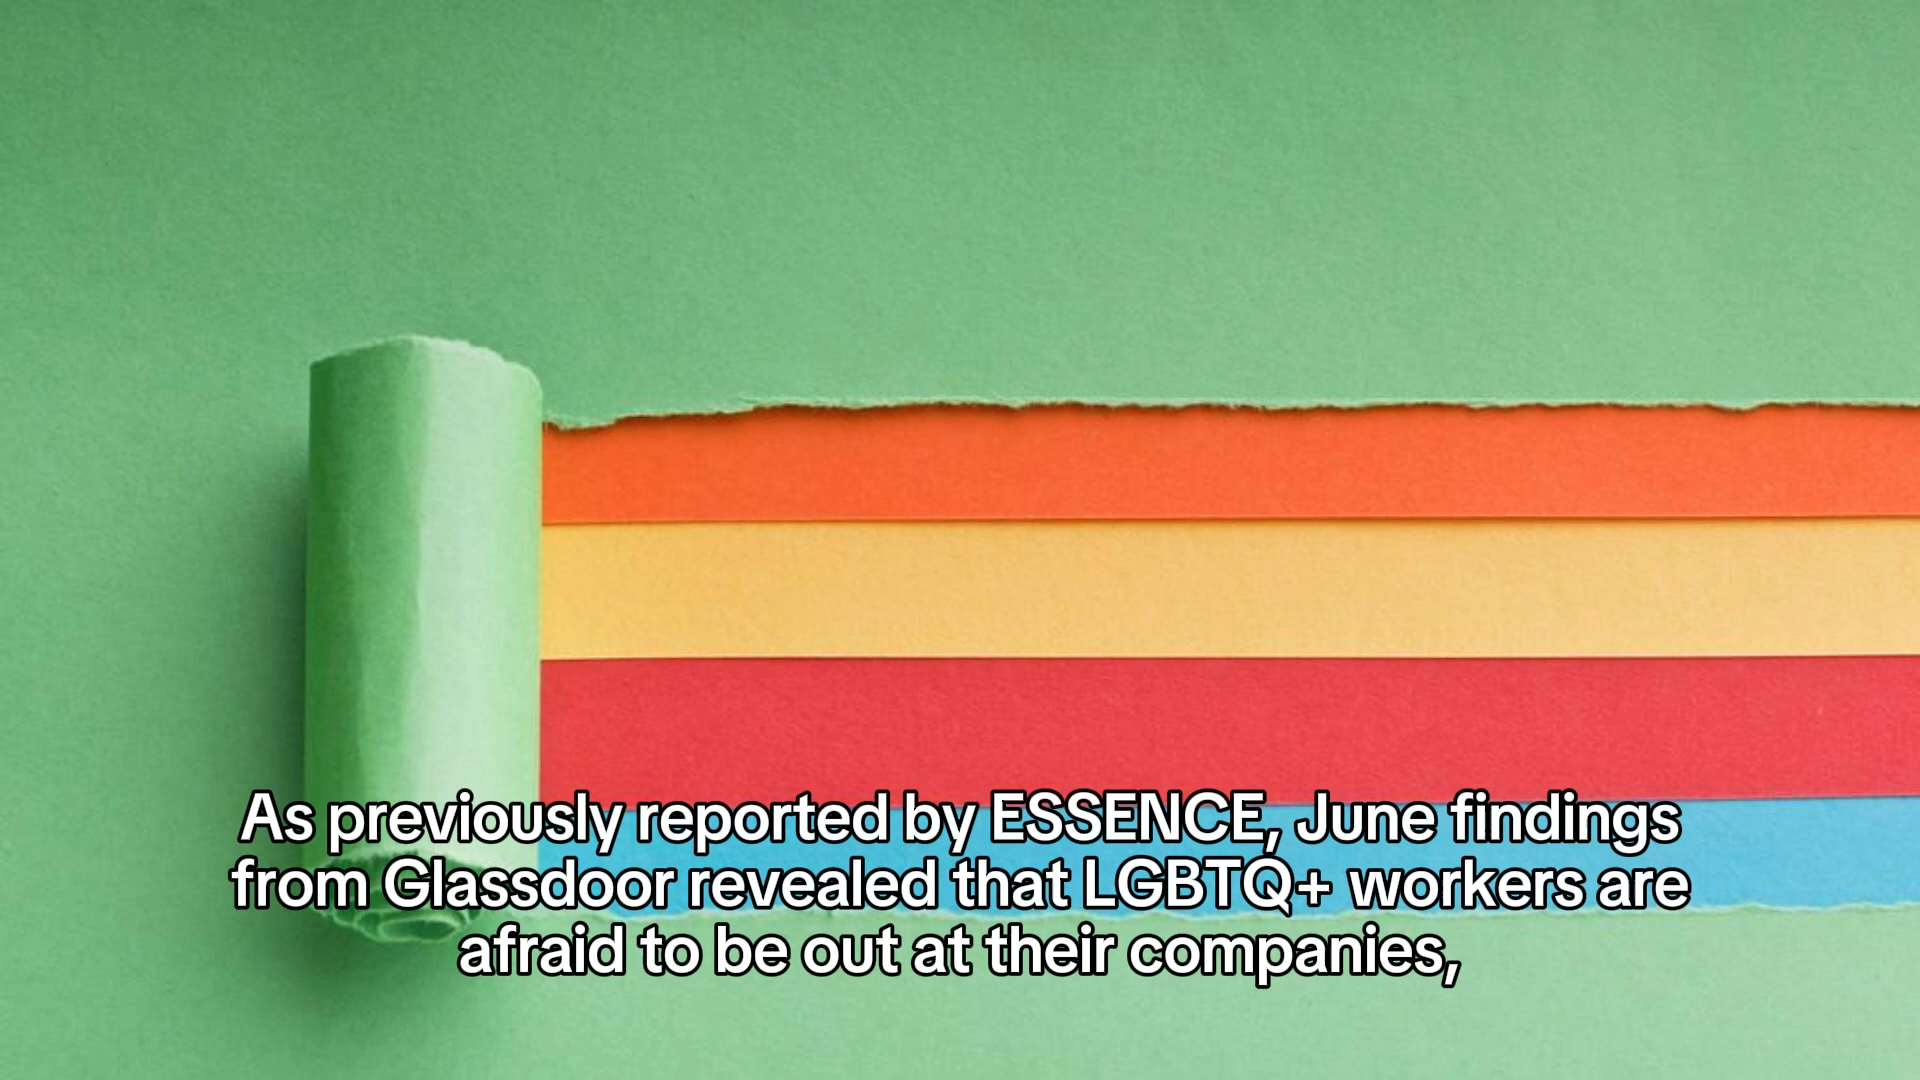 As previously reported by ESSENCE, June findings
from Glassdoor revealed that LGBTQ+ workers are
afraid to be out at their companies,